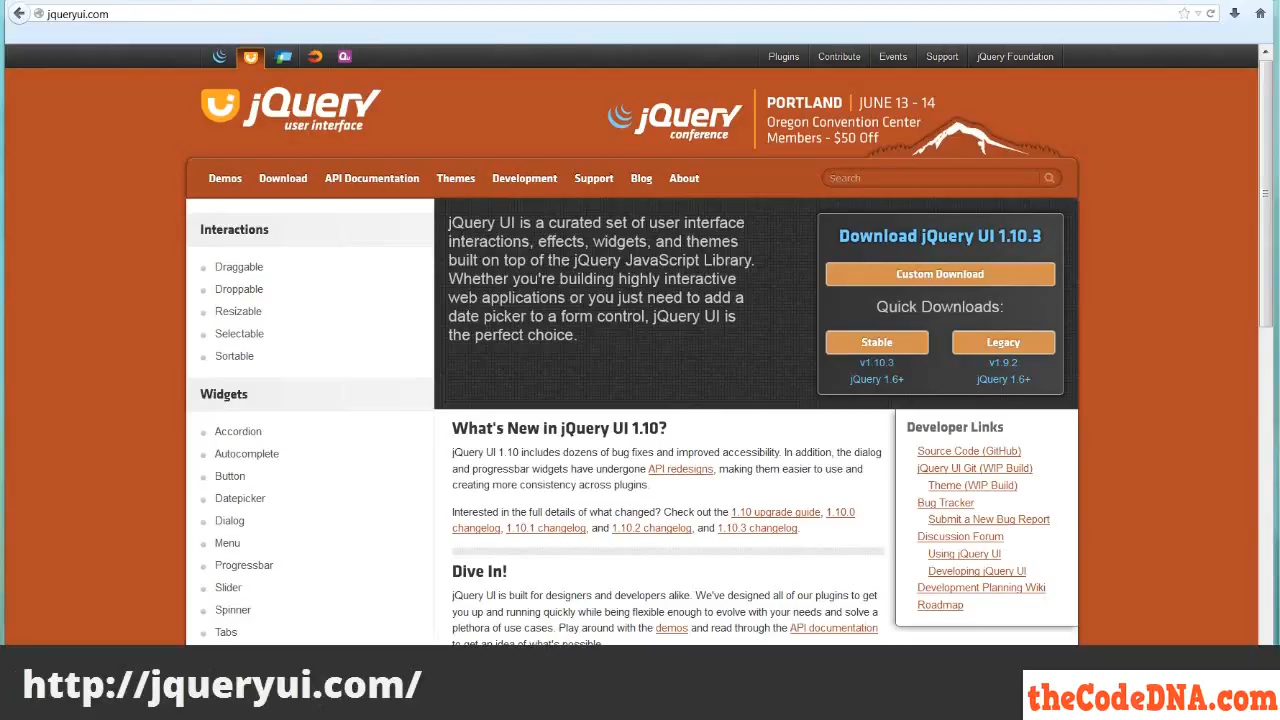 jqueryui.com
Plugins
Contribute
Events
Support
jQuery Foundation
jQuery
user interface
jQuery
conference
PORTLAND | JUNE 13 - 14
Oregon Convention Center
Members - $50 Off
Demos
Download
API Documentation
Themes
Development
Support
Blog
About
Search
Interactions
Draggable
Droppable
Resizable
Selectable
Sortable
Widgets
Accordion
Autocomplete
Button
Datepicker
Dialog
Menu
Progressbar
Slider
Spinner
Tabs
jQuery UI is a curated set of user interface
interactions, effects, widgets, and themes
built on top of the jQuery JavaScript Library.
Whether you're building highly interactive
web applications or you just need to add a
date picker to a form control, jQuery UI is
the perfect choice.
Download jQuery UI 1.10.3
Custom Download
Quick Downloads:
Stable
Legacy
v1.10.3
v1.9.2
jQuery 1.6+
jQuery 1.6+
What's New in jQuery UI 1.10?
jQuery UI 1.10 includes dozens of bug fixes and improved accessibility. In addition, the dialog
and progressbar widgets have undergone API redesigns, making them easier to use and
creating more consistency across plugins.
Interested in the full details of what changed? Check out the 1.10 upgrade guide, 1.10.0
changelog, 1.10.1 changelog, and 1.10.2 changelog, and 1.10.3 changelog.
Dive In!
jQuery UI is built for designers and developers alike. We've designed all of our plugins to get
you up and running quickly while being flexible enough to evolve with your needs and solve a
plethora of use cases. Play around with the demos and read through the API documentation
to get an idea of what's possible.
Developer Links
Source Code (GitHub)
jQuery UI Git (WIP Build)
Theme (WIP Build)
Bug Tracker
Submit a New Bug Report
Discussion Forum
Using jQuery UI
Developing jQuery UI
Development Planning Wiki
Roadmap
http://jqueryui.com/
theCodeDNA.com